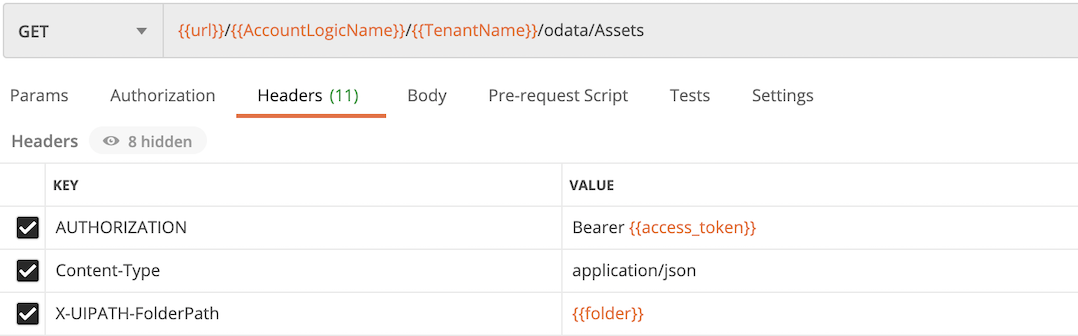 GET {{url}}/{{AccountLogicName}}/{{TenantName}}/odata/Assets
Params Authorization Headers (11) Body Pre-request Script Tests Settings
Headers 8 hidden
KEY VALUE
AUTHORIZATION Bearer {{access_token}}
Content-Type application/json
X-UIPATH-FolderPath {{folder}}